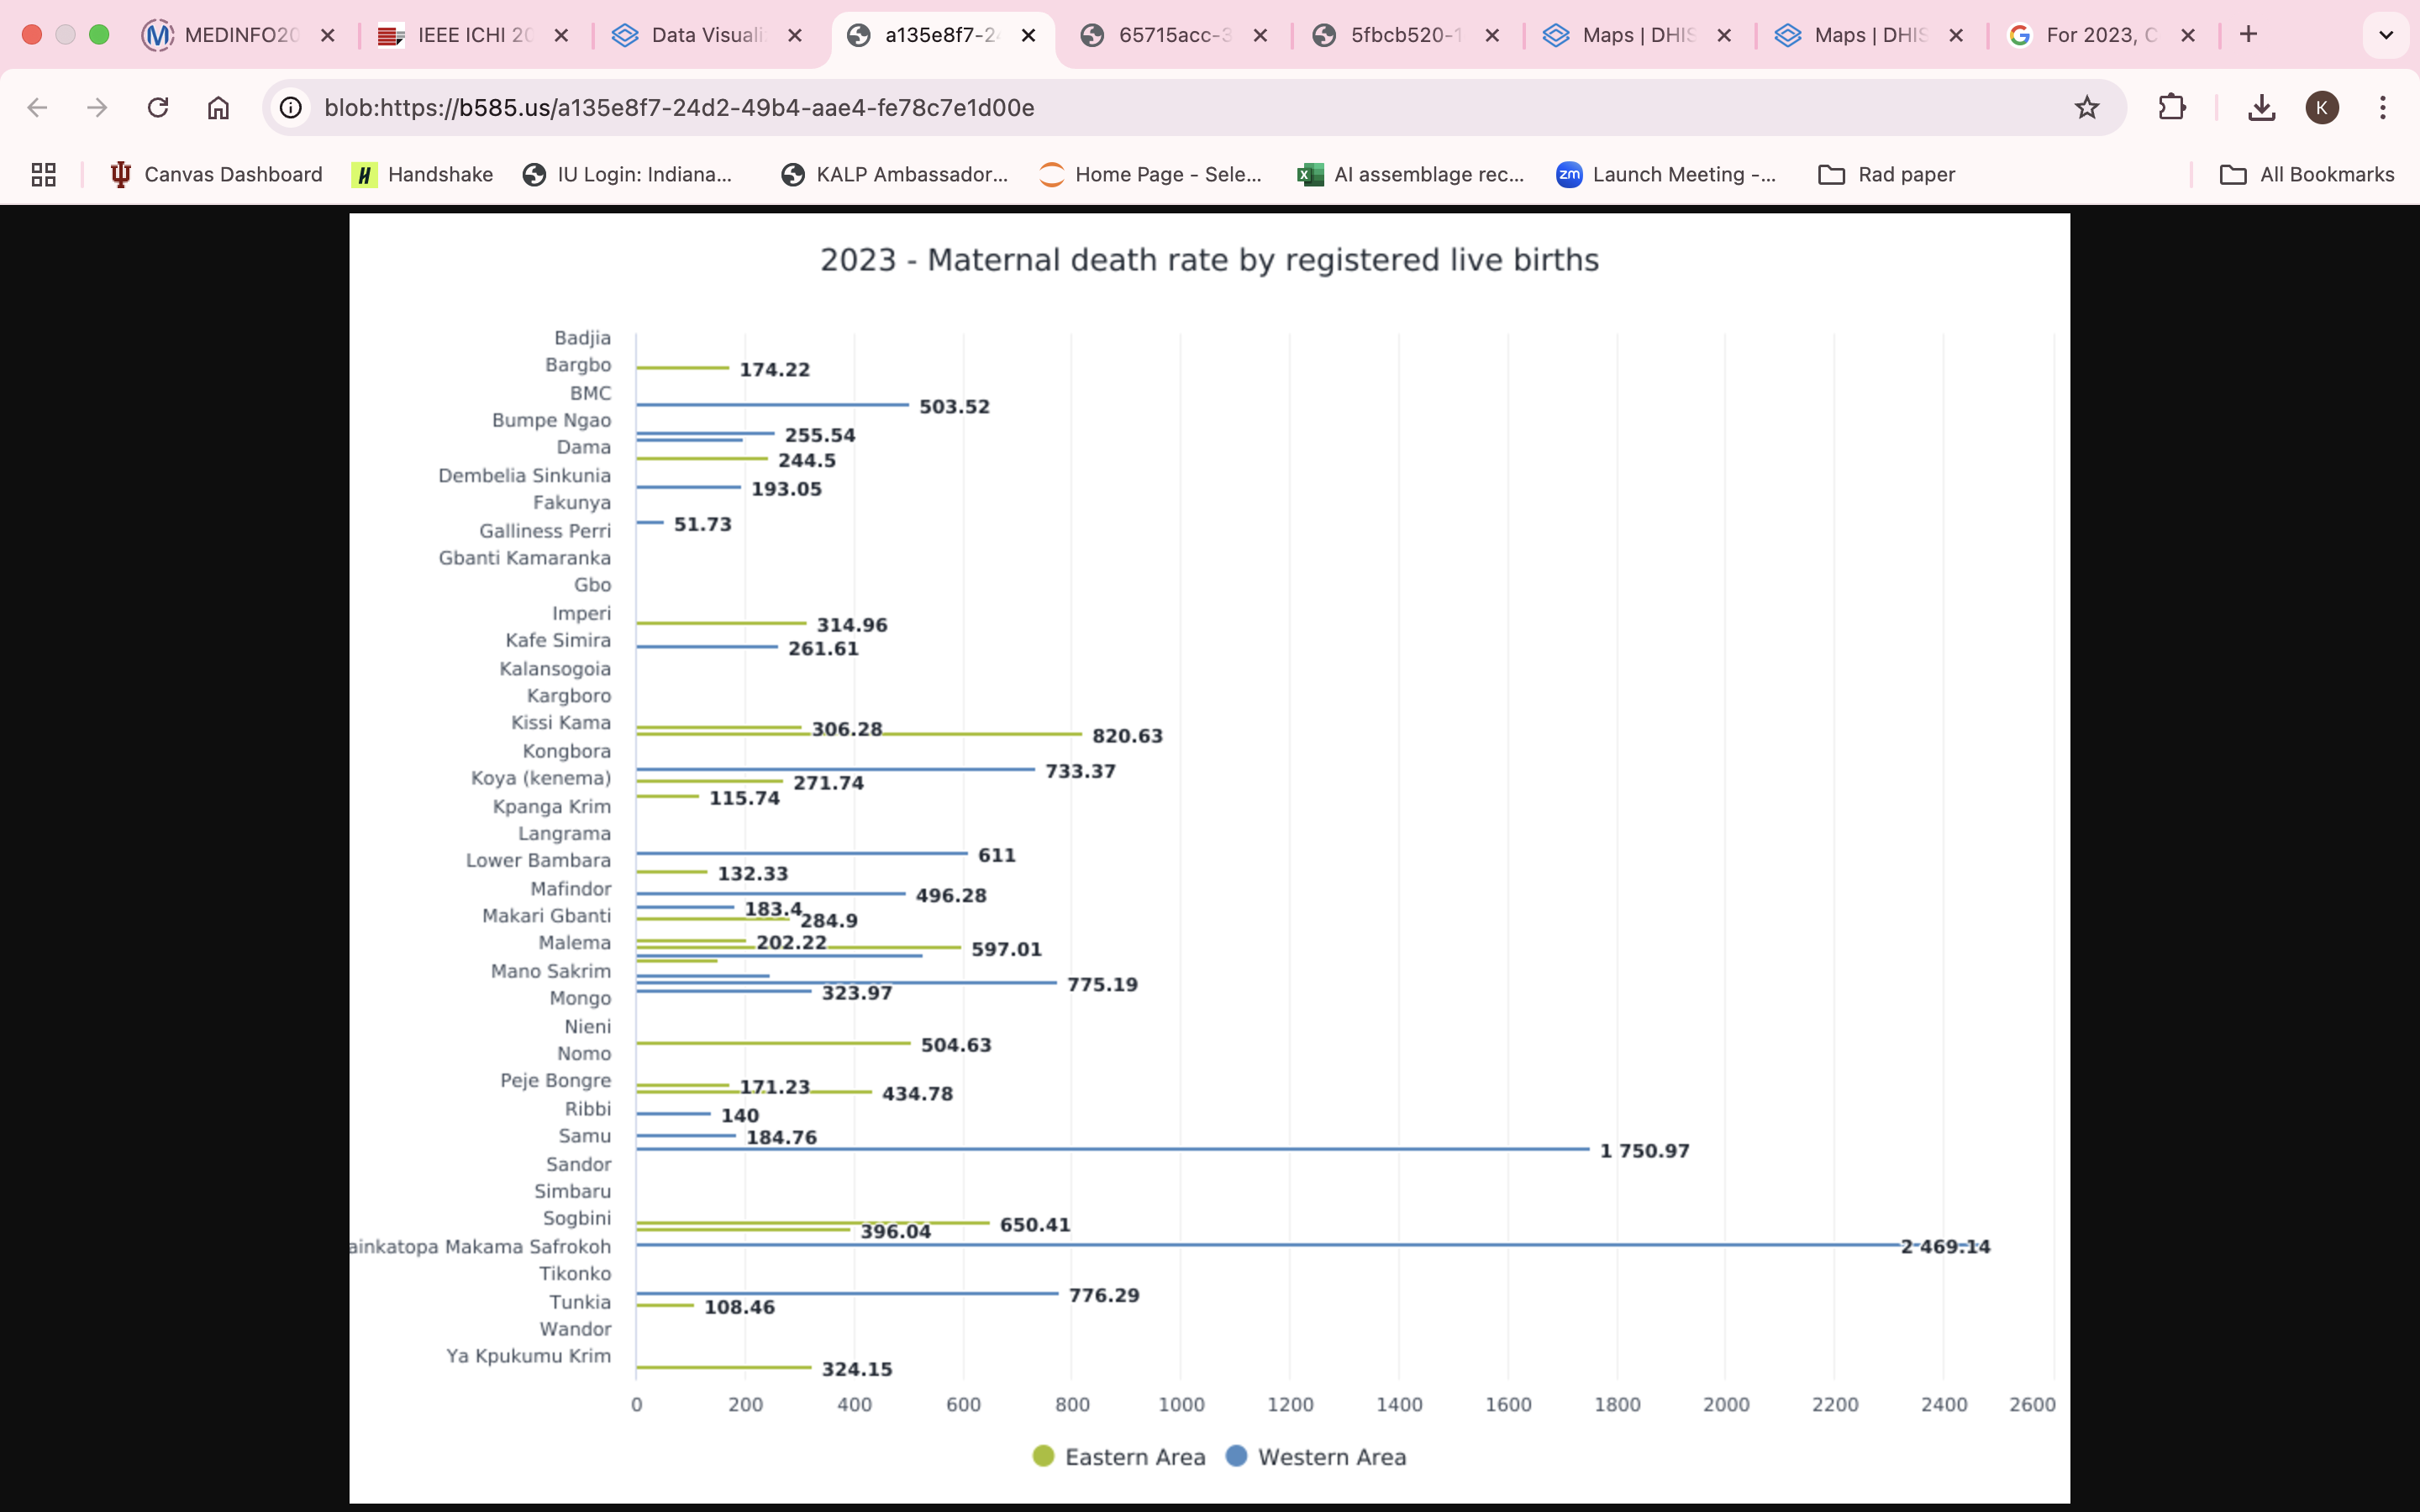 MEDINFO20
IEEE ICHI 20
Data Visuali
a135e8f7-2
65715acc-3
5fbcb520-1
Maps | DHIS
Maps | DHIS
For 2023, C
blob:https://b585.us/a135e8f7-24d2-49b4-aae4-fe78c7e1d00e
K
Canvas Dashboard
Handshake
IU Login: Indiana...
KALP Ambassador...
Home Page - Sele...
AI assemblage rec...
zm Launch Meeting -...
Rad paper
All Bookmarks
2023 - Maternal death rate by registered live births
Badjia
Bargbo
174.22
BMC
503.52
Bumpe Ngao
255.54
Dama
244.5
Dembelia Sinkunia
193.05
Fakunya
51.73
Galliness Perri
Gbanti Kamaranka
Gbo
Imperi
314.96
Kafe Simira
261.61
Kalansogoia
Kargboro
Kissi Kama
306.28
820.63
Kongbora
733.37
Koya (kenema)
271.74
115.74
Kpanga Krim
Langrama
611
Lower Bambara
132.33
Mafindor
496.28
183.4
Makari Gbanti
284.9
Malema
202.22
597.01
Mano Sakrim
775.19
323.97
Mongo
Nieni
504.63
Nomo
Peje Bongre
171.23
434.78
Ribbi
140
Samu
184.76
1 750.97
Sandor
Simbaru
Sogbini
650.41
396.04
ainkatopa Makama Safrokoh
2 469.14
Tikonko
776.29
Tunkia
108.46
Wandor
Ya Kpukumu Krim
324.15
0 200 400 600 800 1000 1200 1400 1600 1800 2000 2200 2400 2600
Eastern Area Western Area